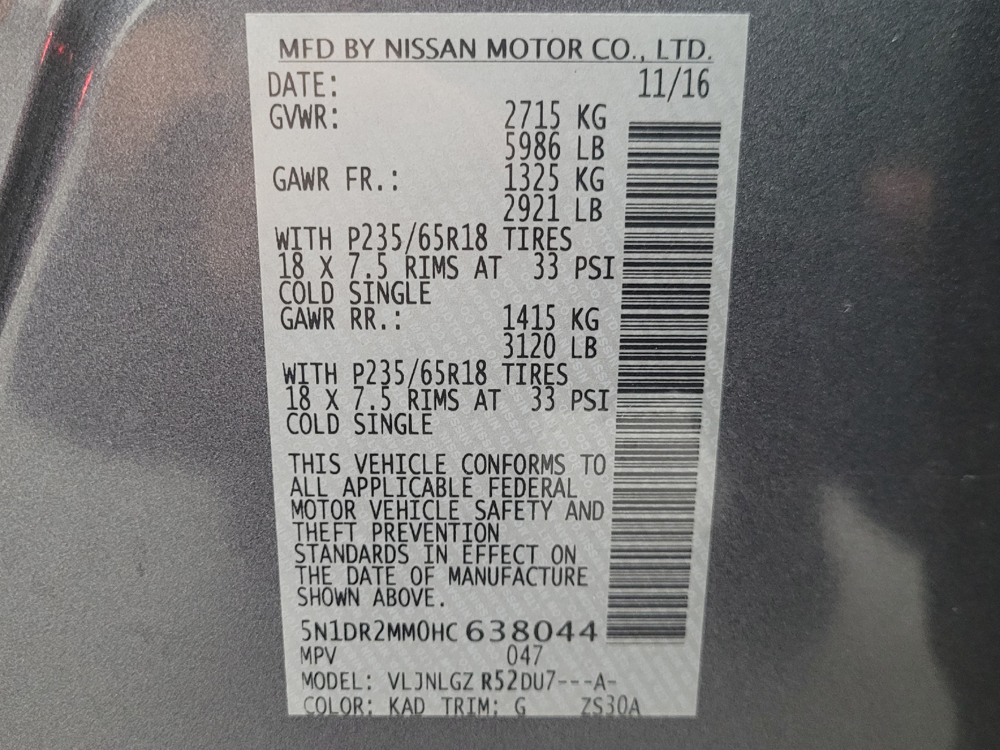 MFD BY NISSAN MOTOR CO., LTD.
DATE: 11/16
GVWR: 2715 KG
5986 LB
GAWR FR.: 1325 KG
2921 LB
WITH P235/65R18 TIRES
18 X 7.5 RIMS AT 33 PSI
COLD SINGLE
GAWR RR.: 1415 KG
3120 LB
WITH P235/65R18 TIRES
18 X 7.5 RIMS AT 33 PSI
COLD SINGLE
THIS VEHICLE CONFORMS TO
ALL APPLICABLE FEDERAL
MOTOR VEHICLE SAFETY AND
THEFT PREVENTION
STANDARDS IN EFFECT ON
THE DATE OF MANUFACTURE
SHOWN ABOVE.
5N1DR2MM0HC 638044
MPV 047
MODEL: VLJNLGZ R52DU7---A-
COLOR: KAD TRIM: G ZS30A